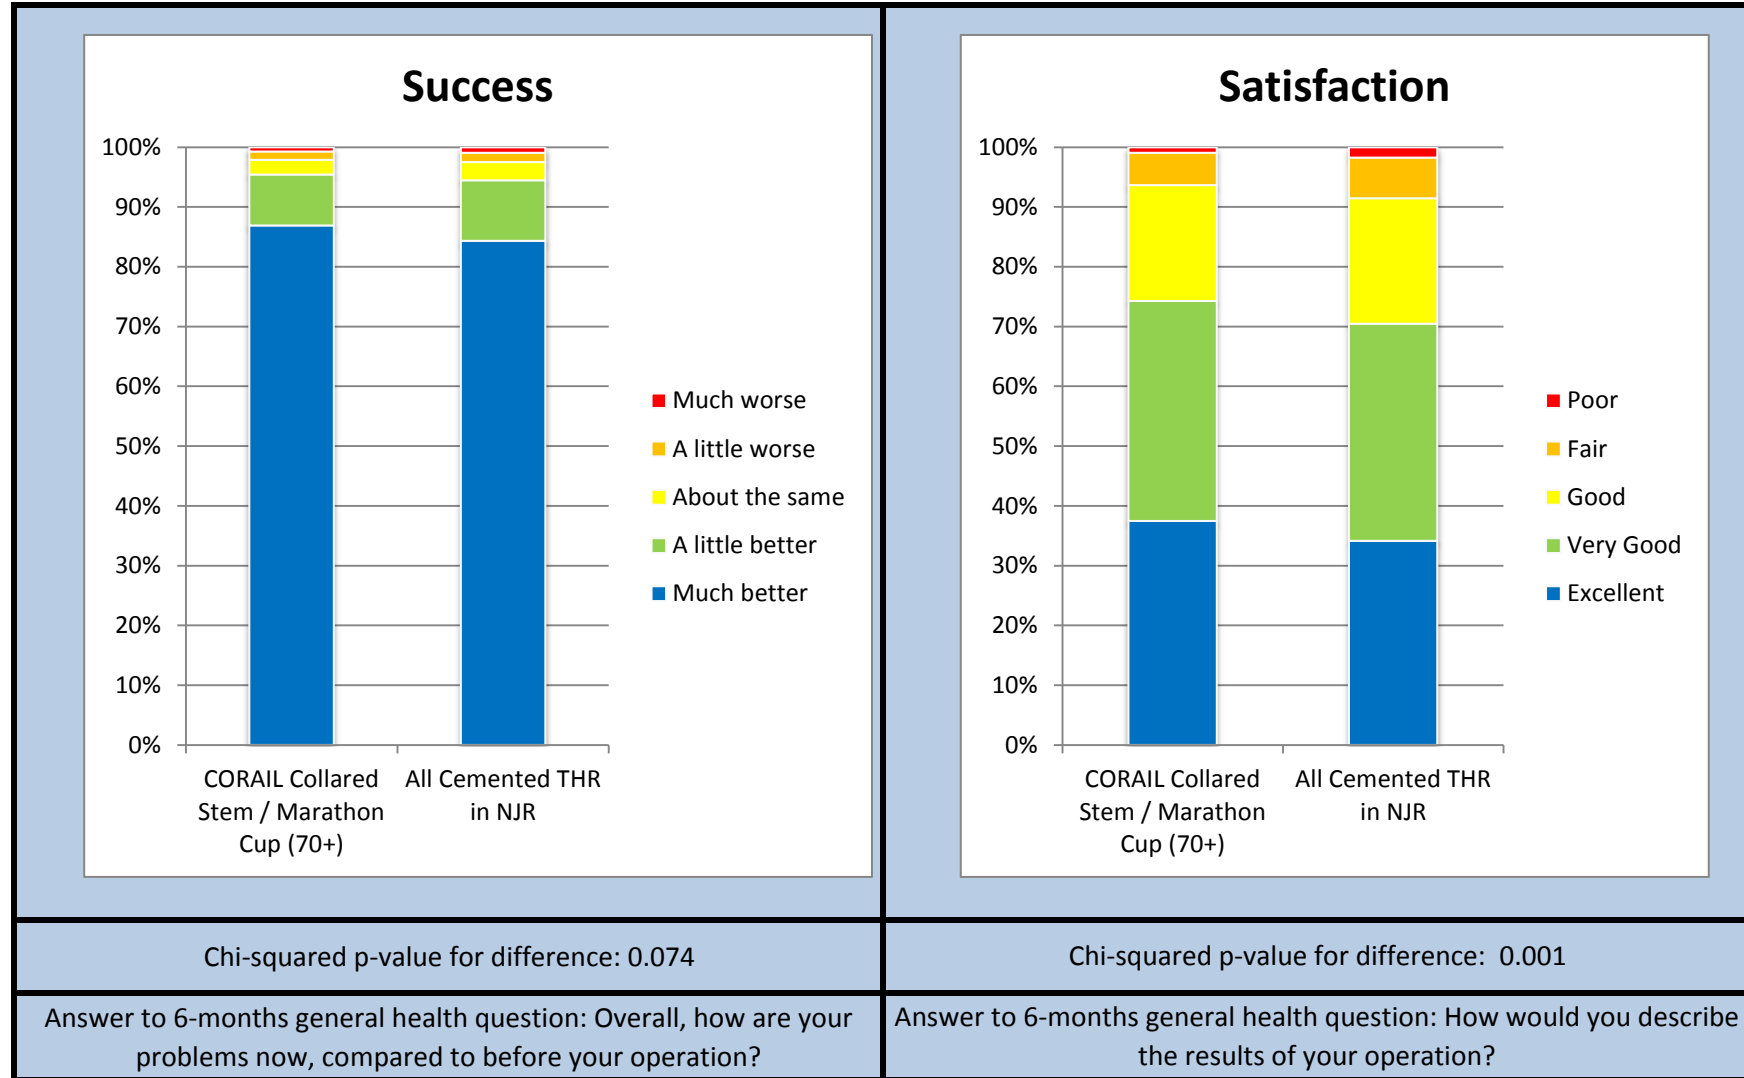 Success
100%
90%
80%
70%
60%
50%
40%
30%
20%
10%
0%
Much worse
A little worse
About the same
A little better
Much better
CORAIL Collared
Stem / Marathon
Cup (70+)
All Cemented THR
in NJR
Satisfaction
100%
90%
80%
70%
60%
50%
40%
30%
20%
10%
0%
Poor
Fair
Good
Very Good
Excellent
CORAIL Collared
Stem / Marathon
Cup (70+)
All Cemented THR
in NJR
Chi-squared p-value for difference: 0.074
Chi-squared p-value for difference: 0.001
Answer to 6-months general health question: Overall, how are your
problems now, compared to before your operation?
Answer to 6-months general health question: How would you describe
the results of your operation?